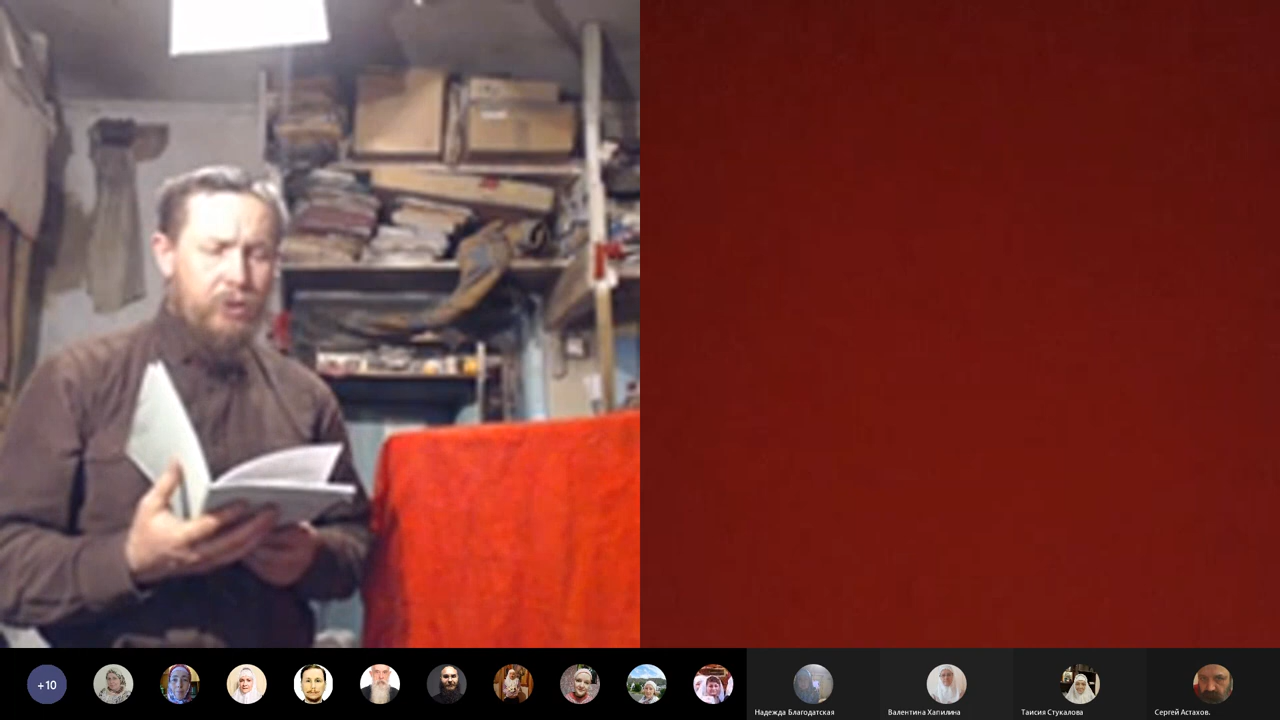 +10
Надежда Благодатская
Валентина Хапилина
Таисия Стукалова
Сергей Астахов.